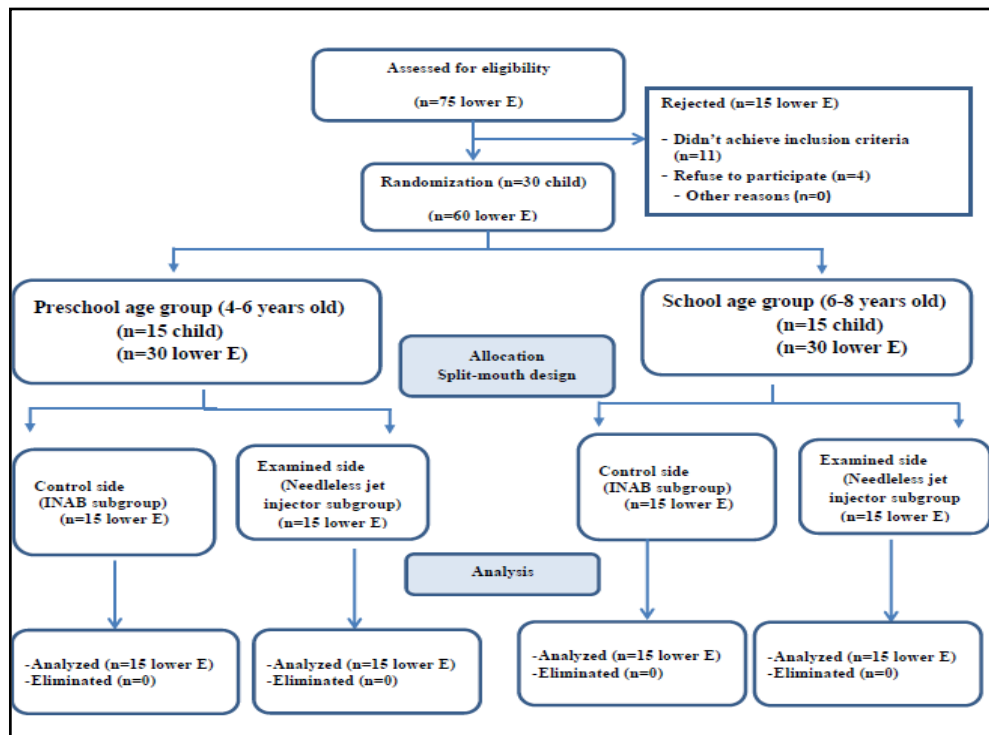 Assessed for eligibility
(n=75 lower E)
Rejected (n=15 lower E)
- Didn't achieve inclusion criteria
(n=11)
- Refuse to participate (n=4)
- Other reasons (n=0)
Randomization (n=30 child)
(n=60 lower E)
Preschool age group (4-6 years old)
(n=15 child)
(n=30 lower E)
School age group (6-8 years old)
(n=15 child)
(n=30 lower E)
Allocation
Split-mouth design
Control side
(INAB subgroup)
(n=15 lower E)
Examined side
(Needleless jet
injector subgroup)
(n=15 lower E)
Control side
(INAB subgroup)
(n=15 lower E)
Examined side
(Needleless jet
injector subgroup
(n=15 lower E)
Analysis
-Analyzed (n=15 lower E)
-Eliminated (n=0)
-Analyzed (n=15 lower E)
-Eliminated (n=0)
-Analyzed (n=15 lower E)
-Eliminated (n=0)
-Analyzed (n=15 lower E)
-Eliminated (n=0)